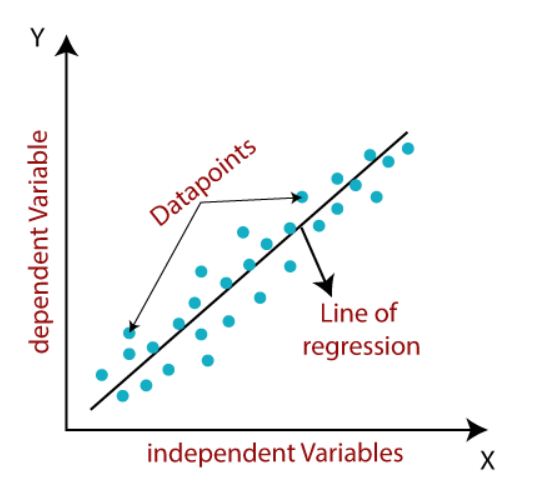 Y
dependent Variable
Datapoints
Line of
regression
independent Variables
X